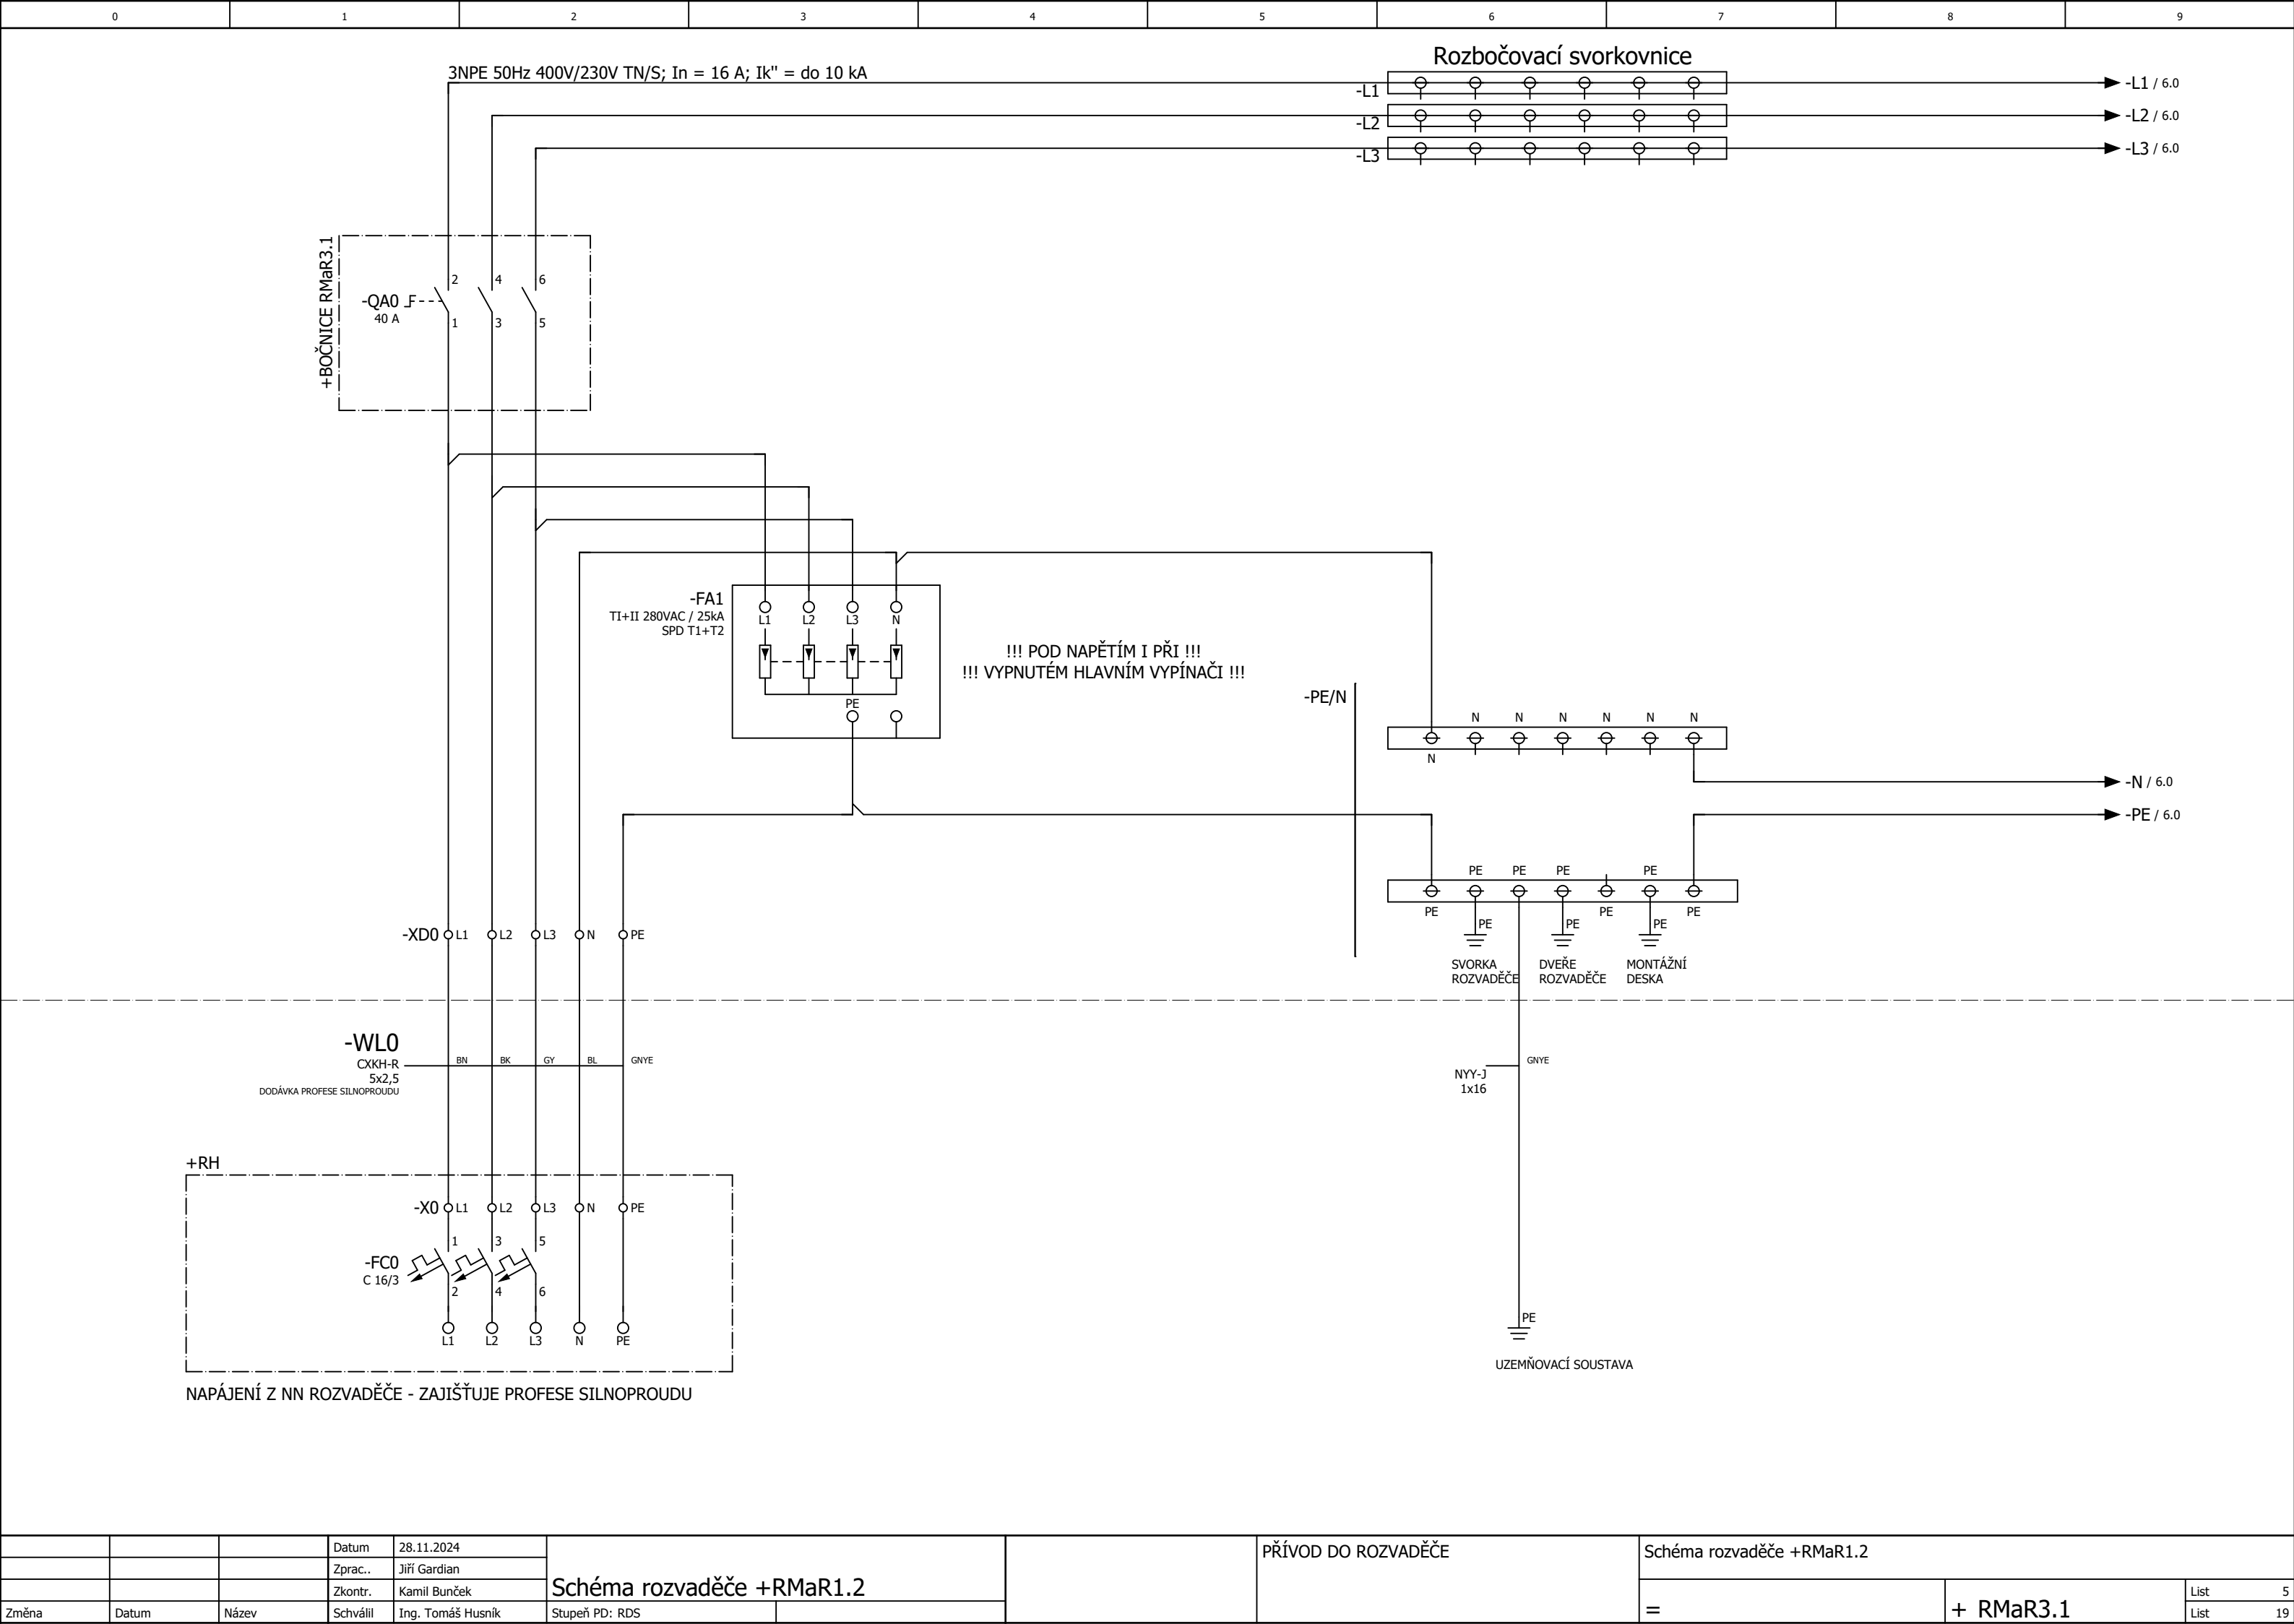 0 1 2 3 4 5 6 7 8 9
Rozbočovací svorkovnice
3NPE 50Hz 400V/230V TN/S; In = 16 A; Ik" = do 10 kA
-L1
-L1 / 6.0
-L2
-L2 / 6.0
-L3
-L3 / 6.0
+BOČNICE RMaR3.1
2 4 6
-QA0
40 A
1 3 5
-FA1
TI+II 280VAC / 25kA
SPD T1+T2
L1 L2 L3 N
PE
!!! POD NAPĚTÍM I PŘI !!!
!!! VYPNUTÉM HLAVNÍM VYPÍNAČI !!!
-PE/N
N N N N N N
N
-N / 6.0
-PE / 6.0
PE PE PE PE
PE PE PE
PE PE PE
SVORKA
ROZVADĚČE
DVEŘE
ROZVADĚČE
MONTÁŽNÍ
DESKA
-XD0 L1 L2 L3 N PE
-WL0
CXKH-R
5x2,5
DODÁVKA PROFESE SILNOPROUDU
BN BK GY BL GNYE
NYY-J
1x16
GNYE
+RH
-X0 L1 L2 L3 N PE
1 3 5
-FC0
C 16/3
2 4 6
L1 L2 L3 N PE
PE
UZEMŇOVACÍ SOUSTAVA
NAPÁJENÍ Z NN ROZVADĚČE - ZAJIŠŤUJE PROFESE SILNOPROUDU
Datum 28.11.2024
Zprac.. Jiří Gardian
Zkontr. Kamil Bunček
Změna Datum Název Schválil Ing. Tomáš Husník
Schéma rozvaděče +RMaR1.2
Stupeň PD: RDS
PŘÍVOD DO ROZVADĚČE
Schéma rozvaděče +RMaR1.2
=
+ RMaR3.1
List 5
List 19